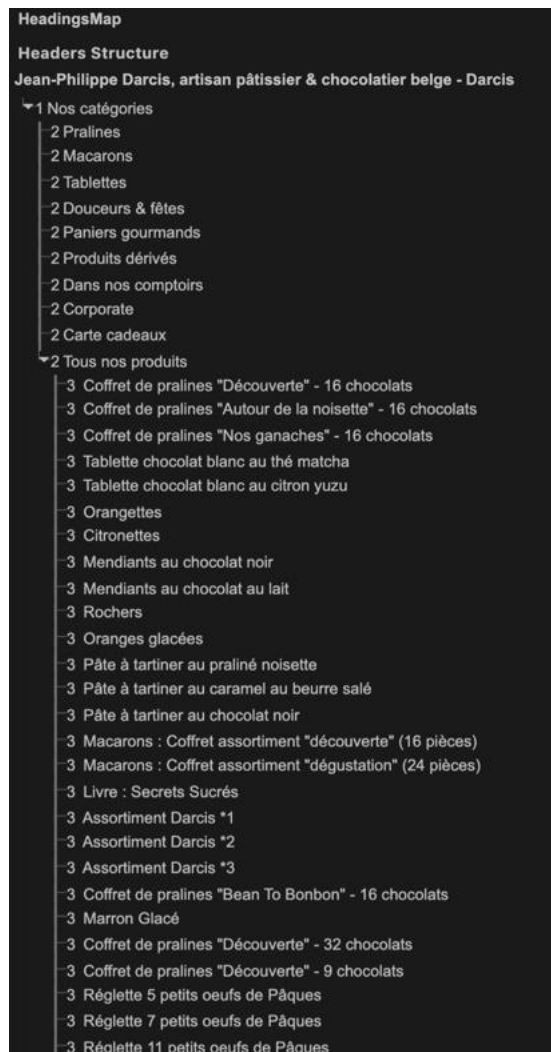 HeadingsMap
Headers Structure
Jean-Philippe Darcis, artisan pâtissier & chocolatier belge - Darcis
1 Nos catégories
2 Pralines
2 Macarons
2 Tablettes
2 Douceurs & fêtes
2 Paniers gourmands
2 Produits dérivés
2 Dans nos comptoirs
2 Corporate
2 Carte cadeaux
2 Tous nos produits
3 Coffret de pralines "Découverte" - 16 chocolats
3 Coffret de pralines "Autour de la noisette" - 16 chocolats
3 Coffret de pralines "Nos ganaches" - 16 chocolats
3 Tablette chocolat blanc au thé matcha
3 Tablette chocolat blanc au citron yuzu
3 Orangettes
3 Citronettes
3 Mendiants au chocolat noir
3 Mendiants au chocolat au lait
3 Rochers
3 Oranges glacées
3 Pâte à tartiner au praliné noisette
3 Pâte à tartiner au caramel au beurre salé
3 Pâte à tartiner au chocolat noir
3 Macarons : Coffret assortiment "découverte" (16 pièces)
3 Macarons : Coffret assortiment "dégustation" (24 pièces)
3 Livre : Secrets Sucrés
3 Assortiment Darcis *1
3 Assortiment Darcis *2
3 Assortiment Darcis *3
3 Coffret de pralines "Bean To Bonbon" - 16 chocolats
3 Marron Glacé
3 Coffret de pralines "Découverte" - 32 chocolats
3 Coffret de pralines "Découverte" - 9 chocolats
3 Réglette 5 petits oeufs de Pâques
3 Réglette 7 petits oeufs de Pâques
3 Réglette 11 petits oeufs de Pâques